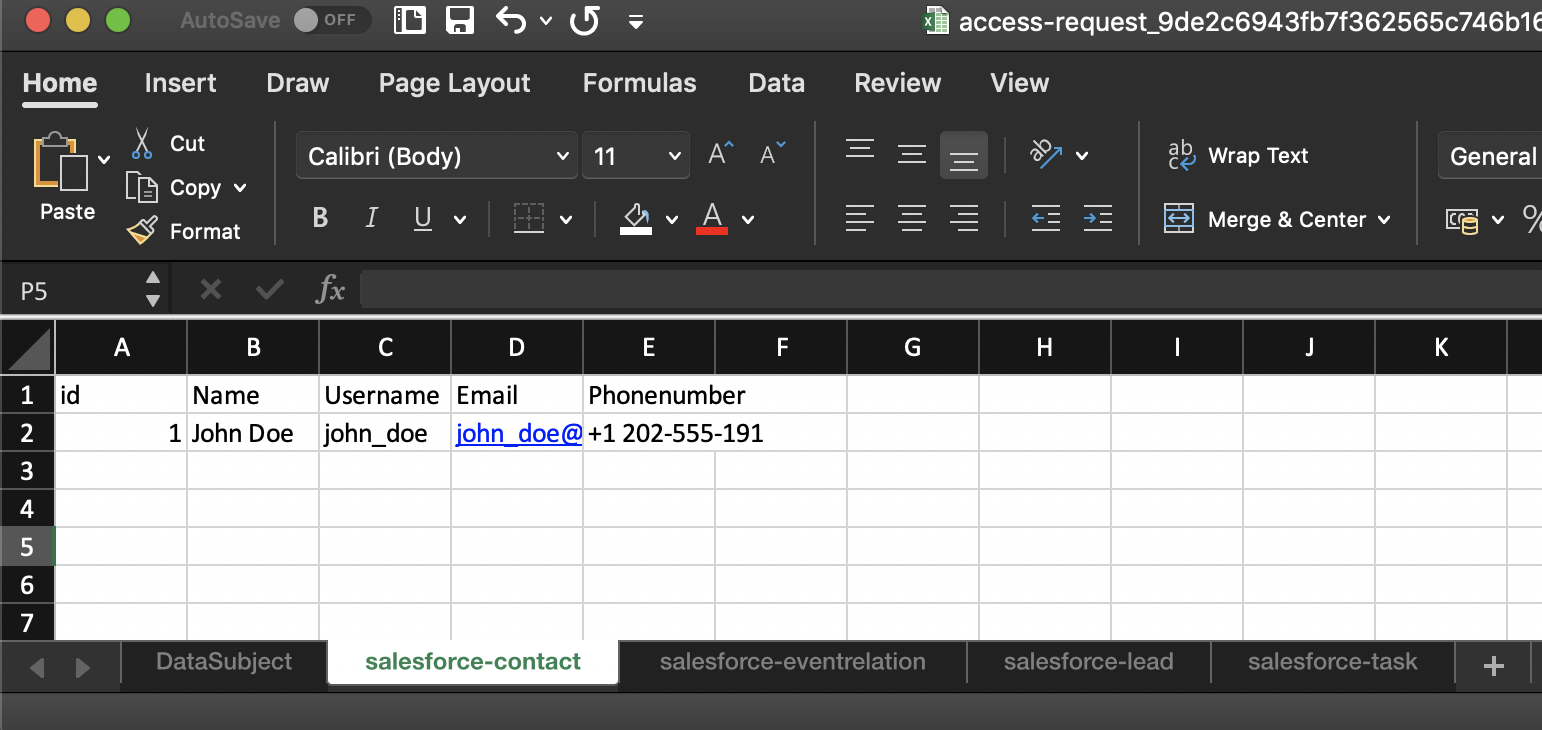 AutoSave OFF access-request_9de2c6943fb7f362565c746b16
Home Insert Draw Page Layout Formulas Data Review View
Paste
Cut
Copy
Format
Calibri (Body) 11
B I U A
ab Wrap Text
Merge & Center
General
%
P5 fx
A B C D E F G H I J K
1 id Name Username Email Phonenumber
2 1 John Doe john_doe john_doe@ +1 202-555-191
3
4
5
6
7
DataSubject salesforce-contact salesforce-eventrelation salesforce-lead salesforce-task +